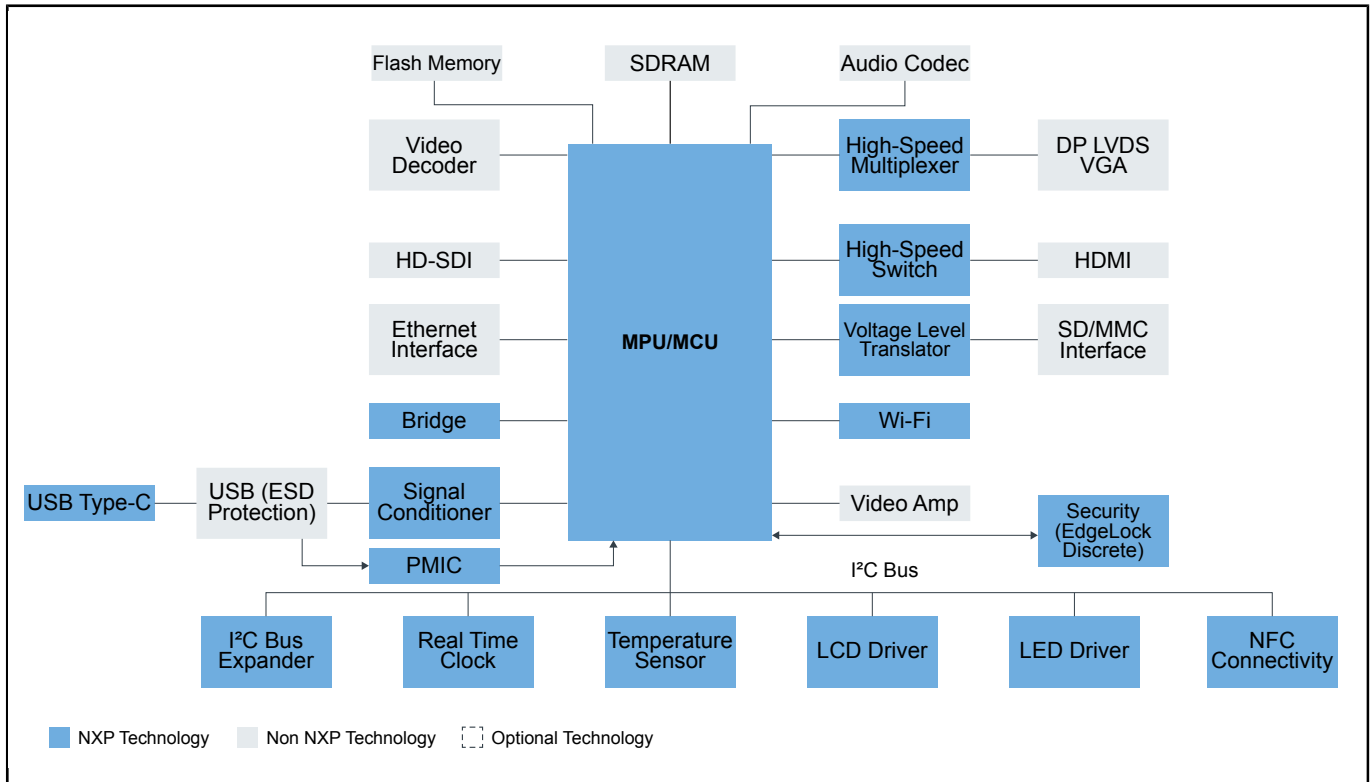 Flash Memory
SDRAM
Audio Codec
Video
Decoder
High-Speed
Multiplexer
DP LVDS
VGA
HD-SDI
High-Speed
Switch
HDMI
Ethernet
Interface
MPU/MCU
Voltage Level
Translator
SD/MMC
Interface
Bridge
Wi-Fi
USB Type-C
USB (ESD
Protection)
Signal
Conditioner
Video Amp
Security
(EdgeLock
Discrete)
PMIC
I²C Bus
I²C Bus
Expander
Real Time
Clock
Temperature
Sensor
LCD Driver
LED Driver
NFC
Connectivity
NXP Technology
Non NXP Technology
Optional Technology